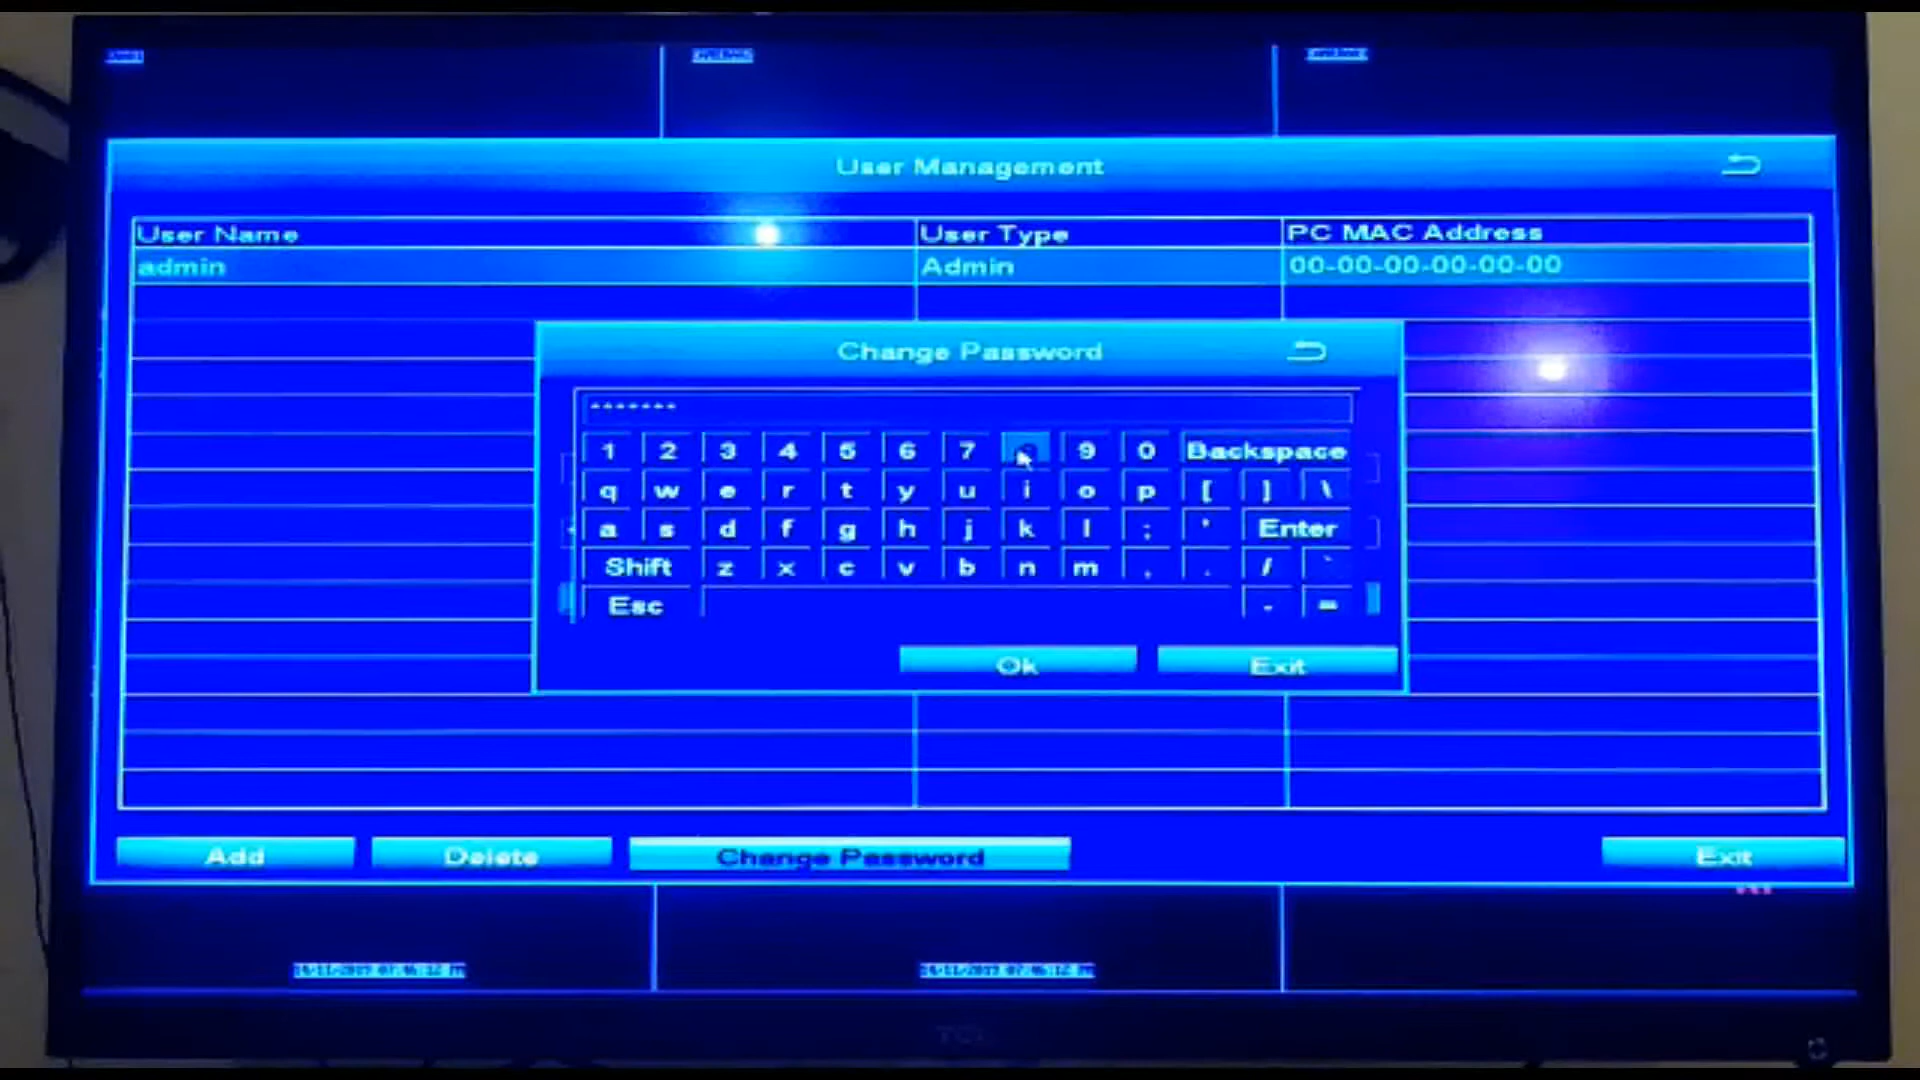 User Management
User Name User Type PC MAC Address
admin Admin 00-00-00-00-00-00
Change Password
*******
1 2 3 4 5 6 7 9 0 Backspace
q w e r t y u i o p [ ] \
a s d f g h j k l ; ' Enter
Shift z x c v b n m , . / `
Esc - =
Ok Exit
Add Delete Change Password Exit
TCL